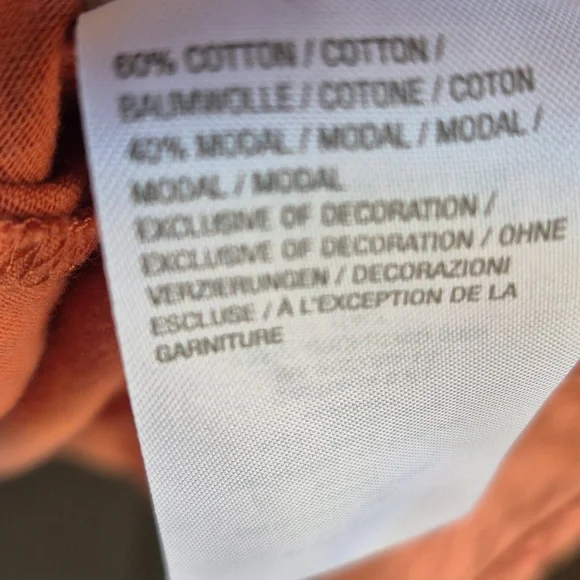 60% COTTON / COTTON /
BAUMWOLLE / COTONE / COTON
40% MODAL / MODAL / MODAL /
MODAL / MODAL
EXCLUSIVE OF DECORATION /
EXCLUSIVE OF DECORATION / OHNE
VERZIERUNGEN / DECORAZIONI
ESCLUSE / À L'EXCEPTION DE LA
GARNITURE